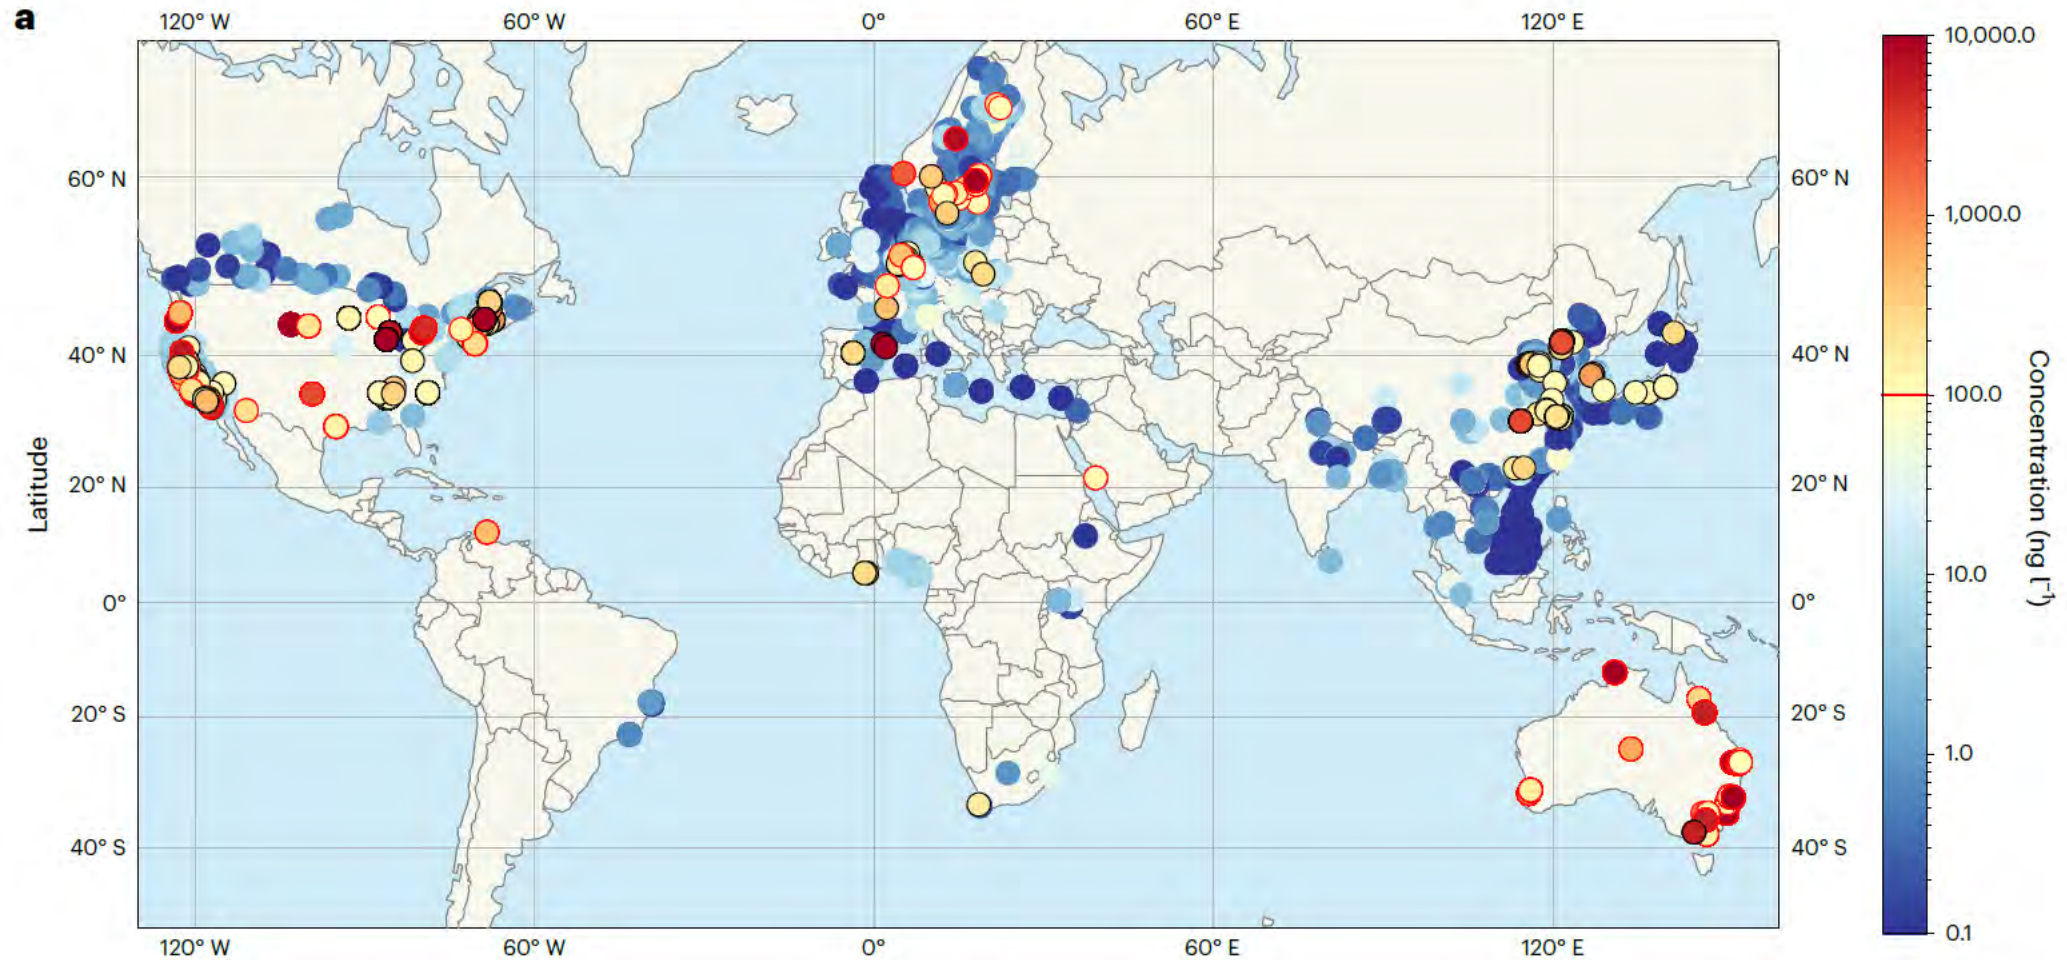 a
120° W 60° W 0° 60° E 120° E
10,000.0
60° N 60° N
1,000.0
40° N 40° N
100.0
Latitude
Concentration (ng l⁻¹)
20° N 20° N
10.0
0° 0°
20° S 20° S
1.0
40° S 40° S
0.1
120° W 60° W 0° 60° E 120° E